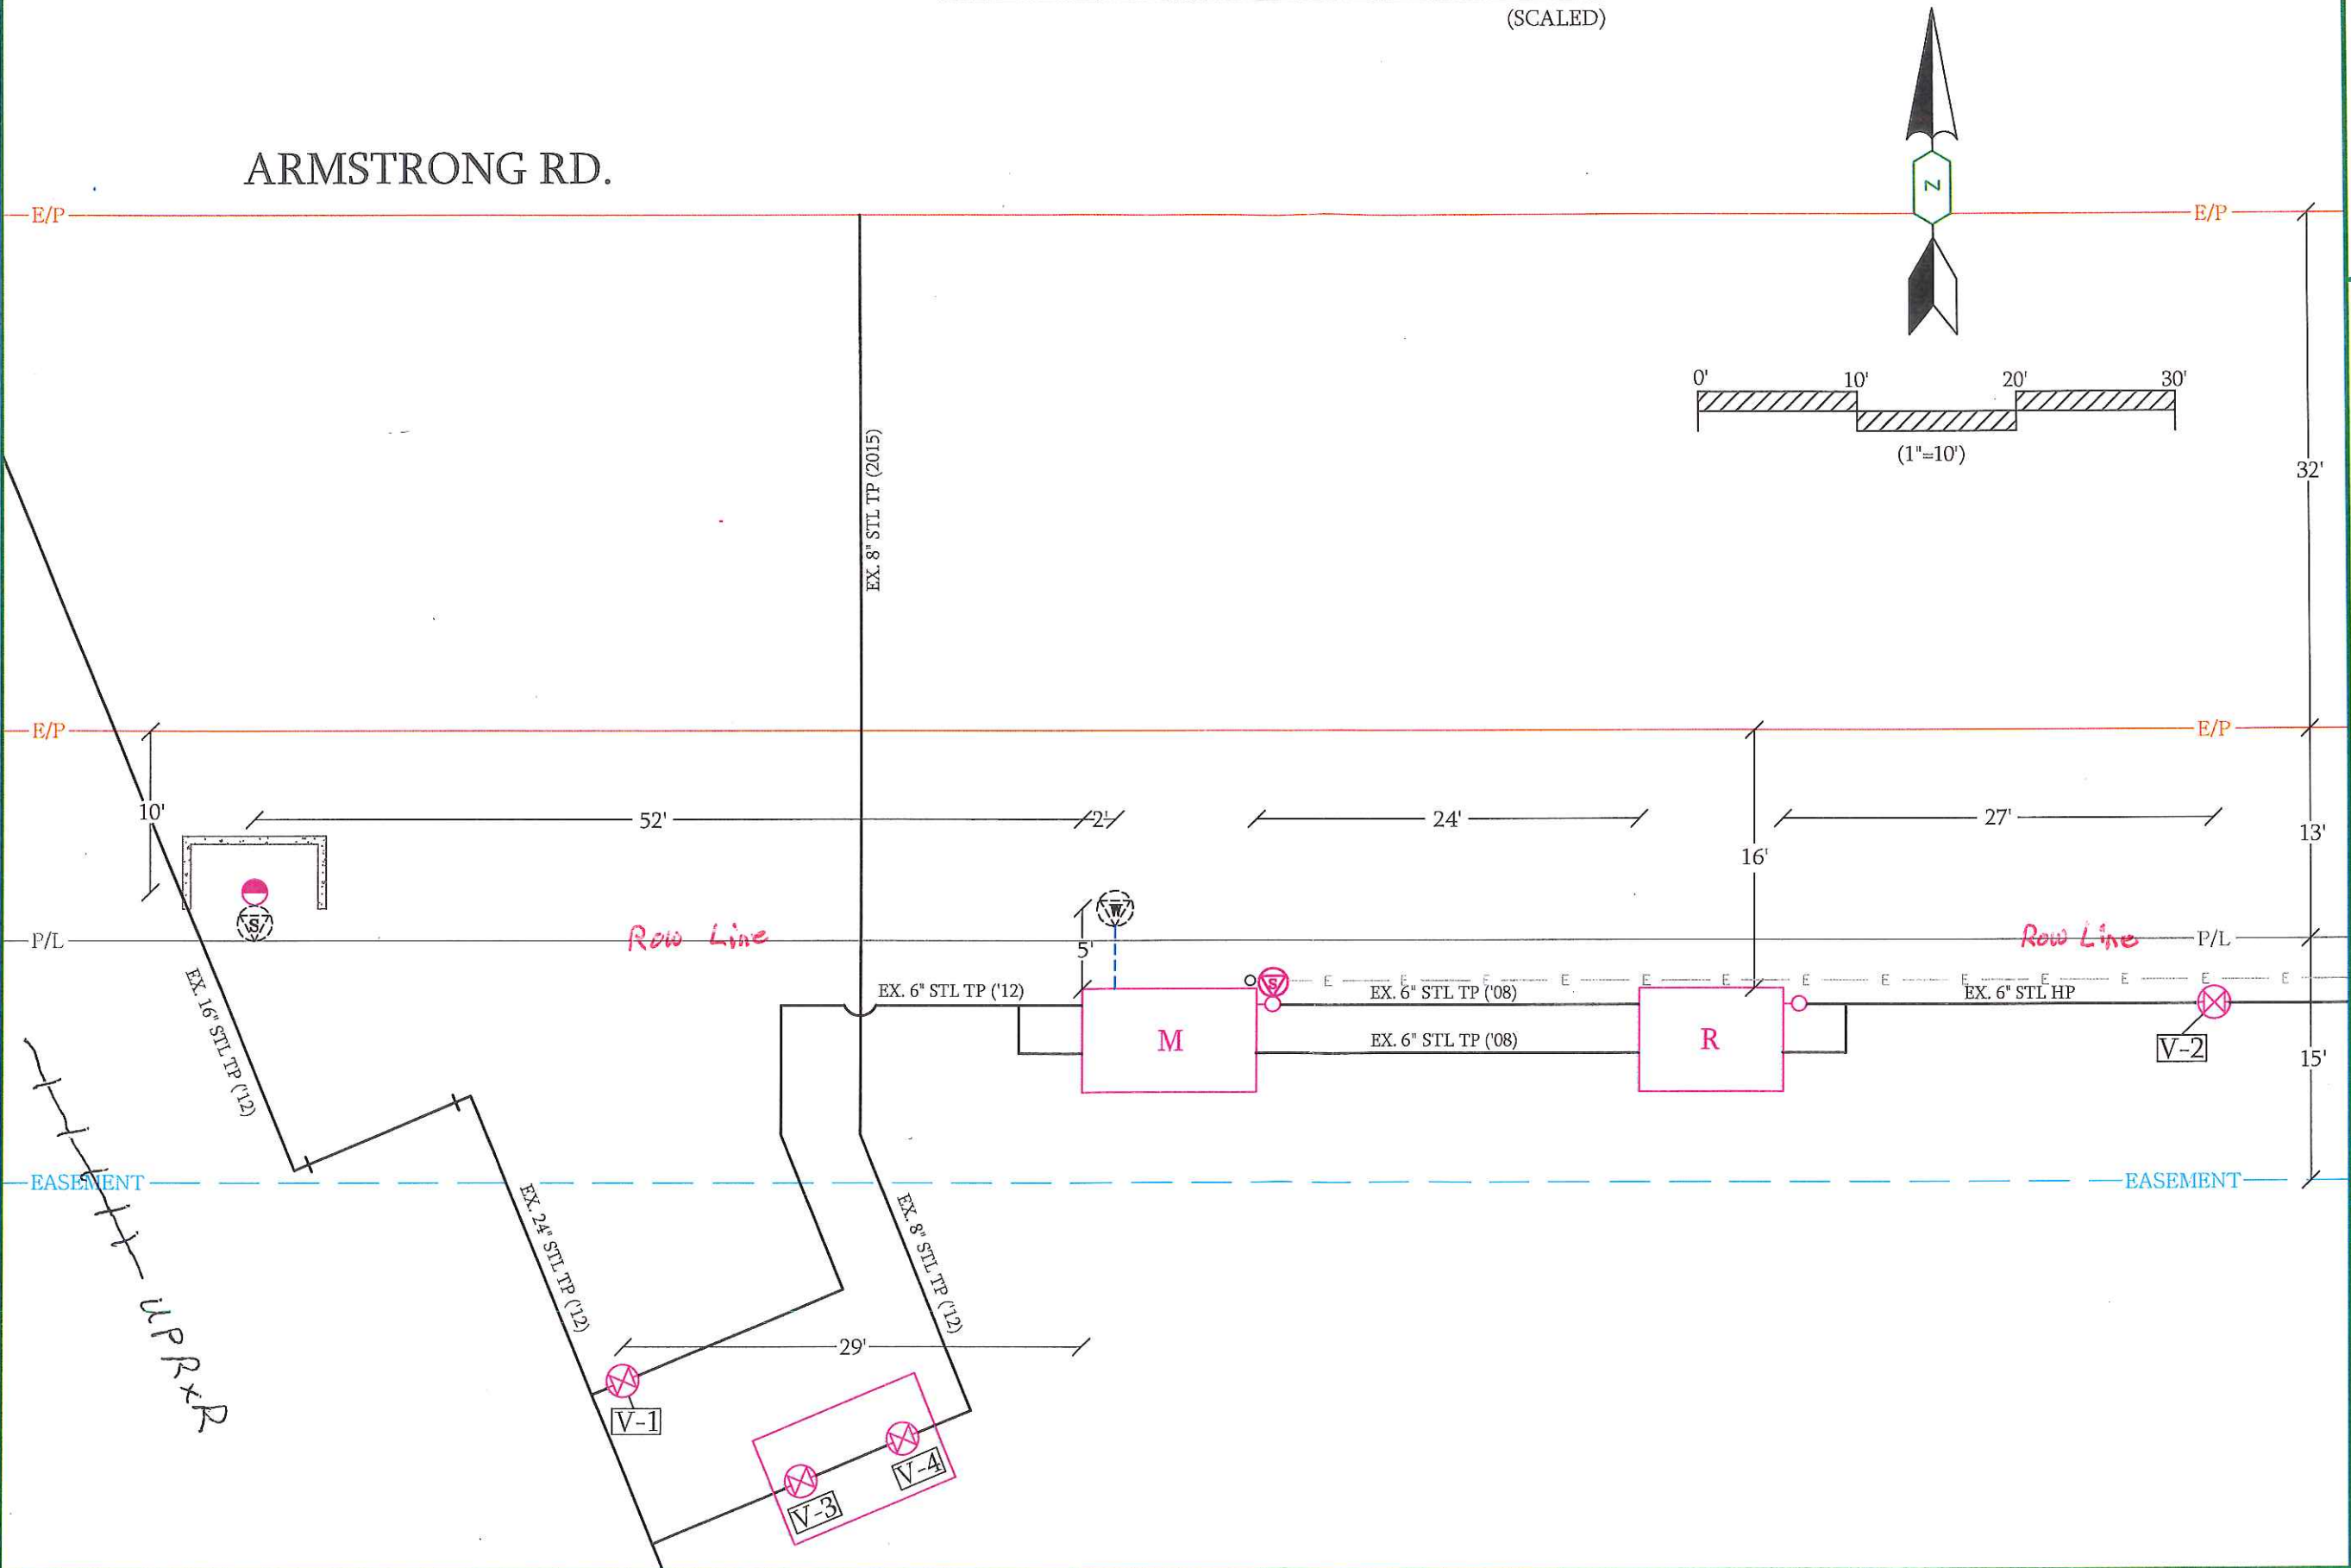 (SCALED)
ARMSTRONG RD.
N
E/P
E/P
0' 10' 20' 30'
(1"=10')
32'
EX. 8" STL TP (2015)
E/P
E/P
10'
52'
2'
24'
27'
13'
16'
S
W
P/L
Row Line
5'
Row Line
P/L
S
E E E E E E E E E E E E E
EX. 6" STL TP ('12)
EX. 6" STL TP ('08)
EX. 6" STL HP
EX. 16" STL TP ('12)
M
EX. 6" STL TP ('08)
R
V-2
15'
EASEMENT
EASEMENT
EX. 24" STL TP ('12)
EX. 8" STL TP ('12)
UPRxR
29'
V-1
V-4
V-3